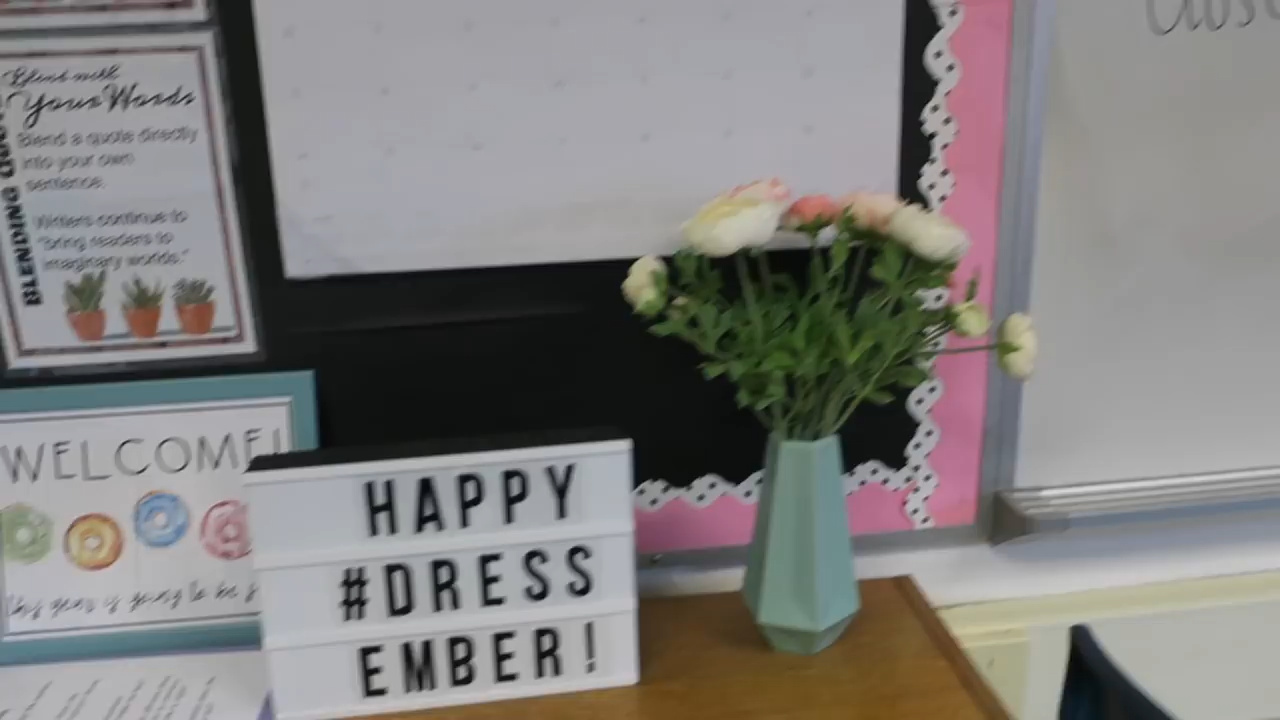 Blend with
Your Words
Blend a quote directly
into your own
sentence.
Writers continue to
"bring readers to
imaginary worlds."
BLENDING
WELCOME!
HAPPY
#DRESS
EMBER!